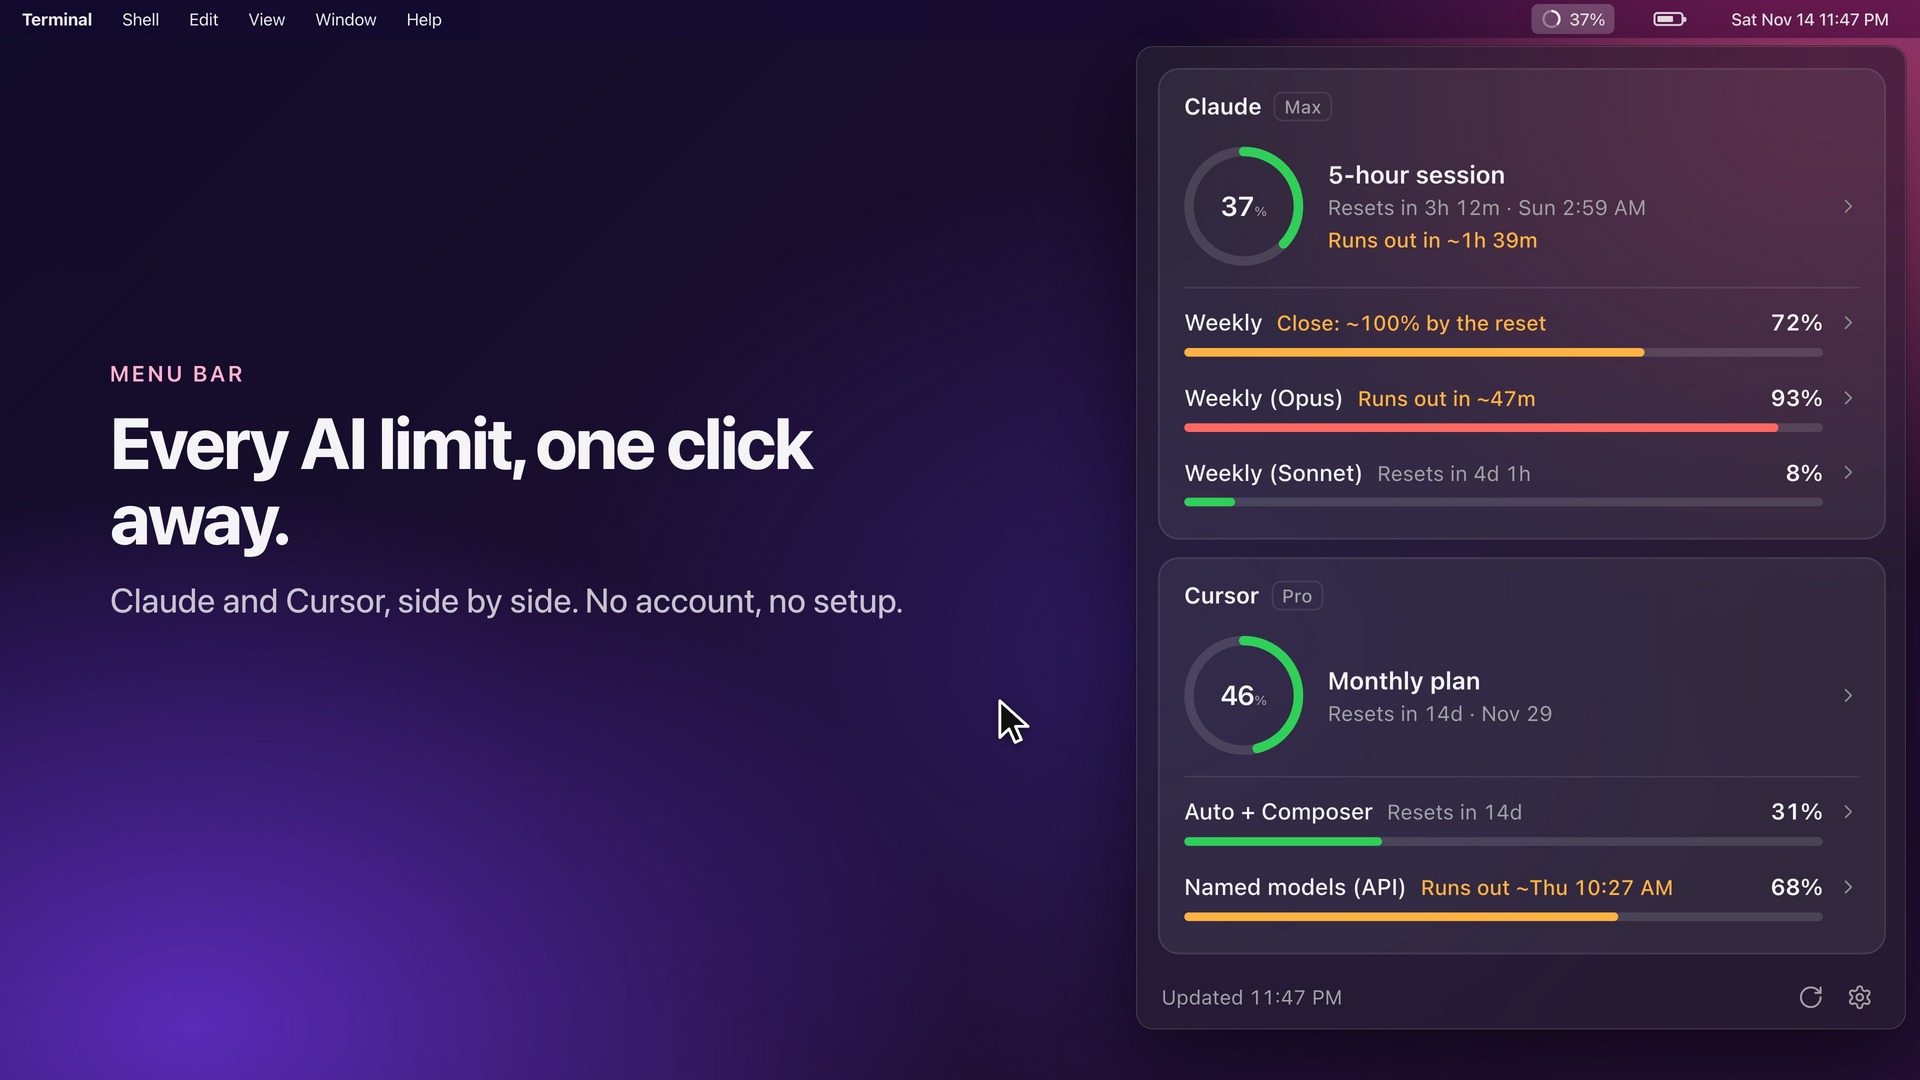 Terminal Shell Edit View Window Help 37% Sat Nov 14 11:47 PM
MENU BAR
Every AI limit, one click
away.
Claude and Cursor, side by side. No account, no setup.
Claude Max
37%
5-hour session
Resets in 3h 12m · Sun 2:59 AM
Runs out in ~1h 39m
Weekly Close: ~100% by the reset 72%
Weekly (Opus) Runs out in ~47m 93%
Weekly (Sonnet) Resets in 4d 1h 8%
Cursor Pro
46%
Monthly plan
Resets in 14d · Nov 29
Auto + Composer Resets in 14d 31%
Named models (API) Runs out ~Thu 10:27 AM 68%
Updated 11:47 PM